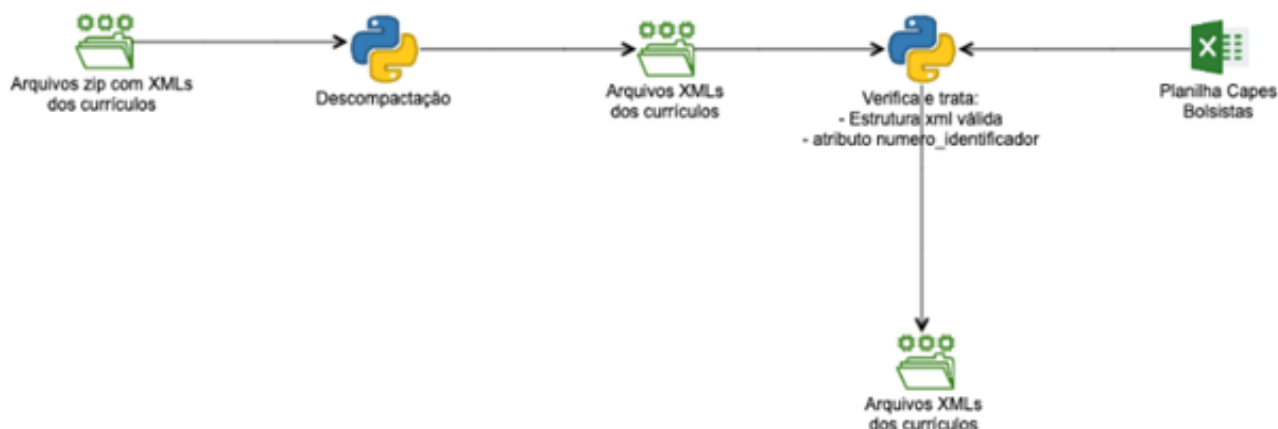 Arquivos zip com XMLs
dos currículos
Descompactação
Arquivos XMLs
dos currículos
Verifica e trata:
- Estrutura xml válida
- atributo numero_identificador
Planilha Capes
Bolsistas
Arquivos XMLs
dos currículos